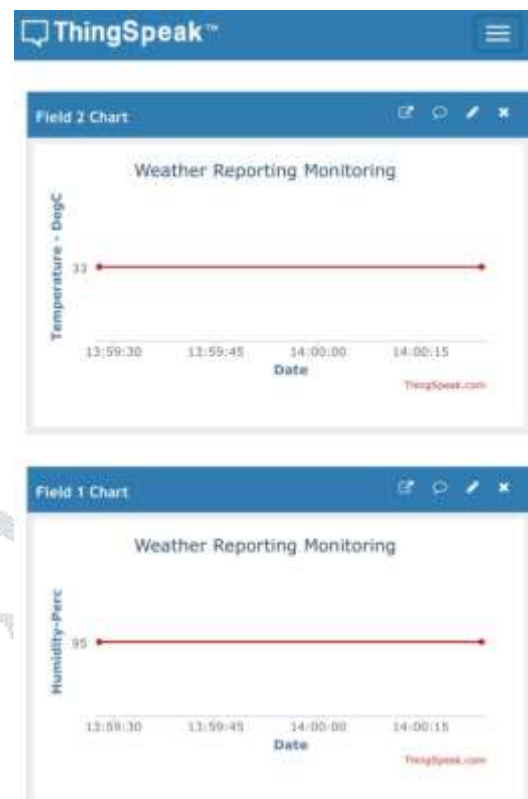 ThingSpeak™
Field 2 Chart
Weather Reporting Monitoring
Temperature - DegC
33
13:59:30 13:59:45 14:00:00 14:00:15
Date
ThingSpeak.com
Field 1 Chart
Weather Reporting Monitoring
Humidity-Perc
95
13:59:30 13:59:45 14:00:00 14:00:15
Date
ThingSpeak.com